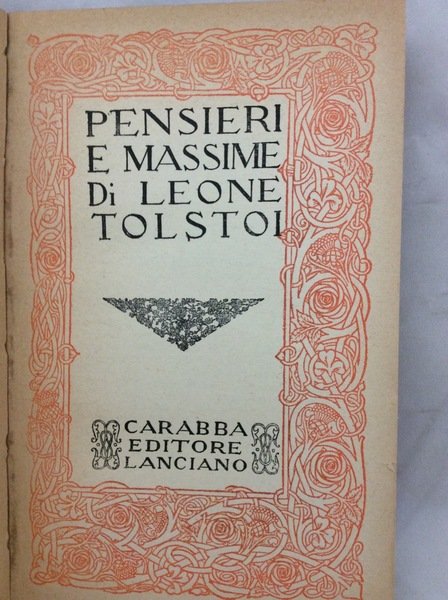 PENSIERI
E MASSIME
Di LEONE
TOLSTOI
CARABBA
EDITORE
LANCIANO